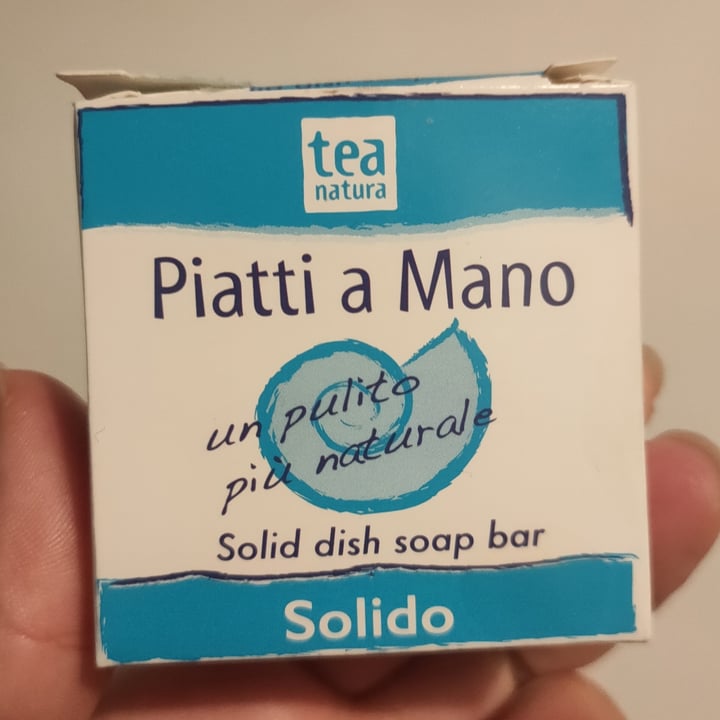 tea
natura
Piatti a Mano
un pulito
più naturale
Solid dish soap bar
Solido